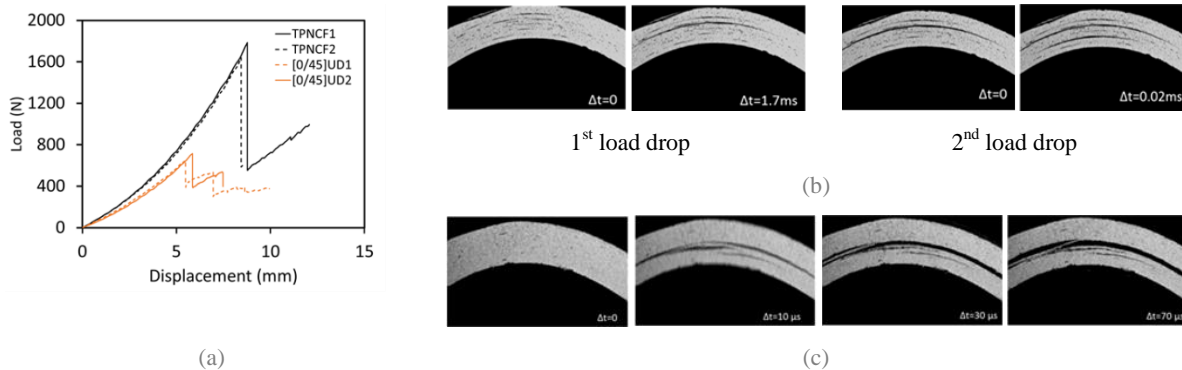 2000
1600
1200
800
400
0
Load (N)
0
5
10
15
Displacement (mm)
TPNCF1
TPNCF2
[0/45]UD1
[0/45]UD2
(a)
Δt=0
Δt=1.7ms
Δt=0
Δt=0.02ms
1st load drop
2nd load drop
(b)
Δt=0
Δt=10 µs
Δt=30 µs
Δt=70 µs
(c)